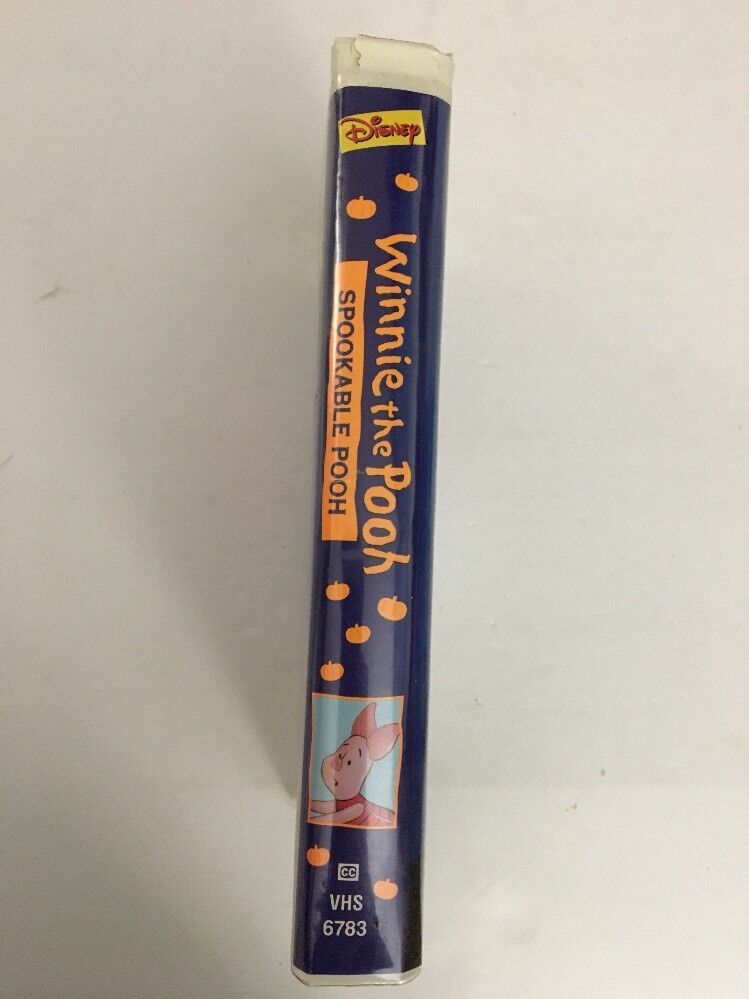 Disney
Winnie the Pooh
SPOOKABLE POOH
CC
VHS
6783